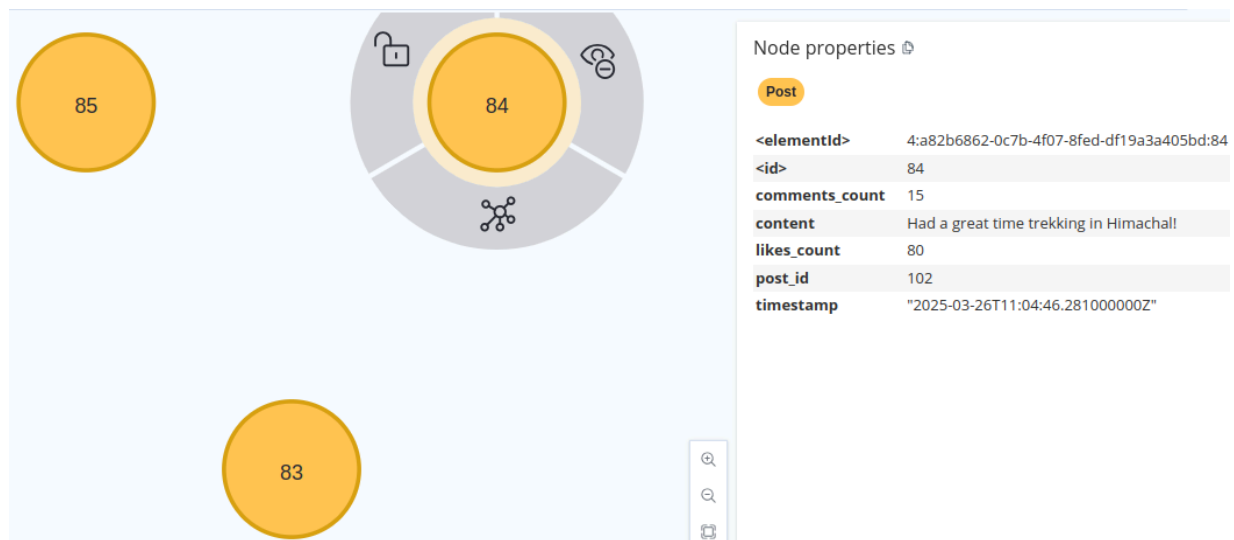 85
84
83
Node properties
Post
<elementId> 4:a82b6862-0c7b-4f07-8fed-df19a3a405bd:84
<id> 84
comments_count 15
content Had a great time trekking in Himachal!
likes_count 80
post_id 102
timestamp "2025-03-26T11:04:46.281000000Z"